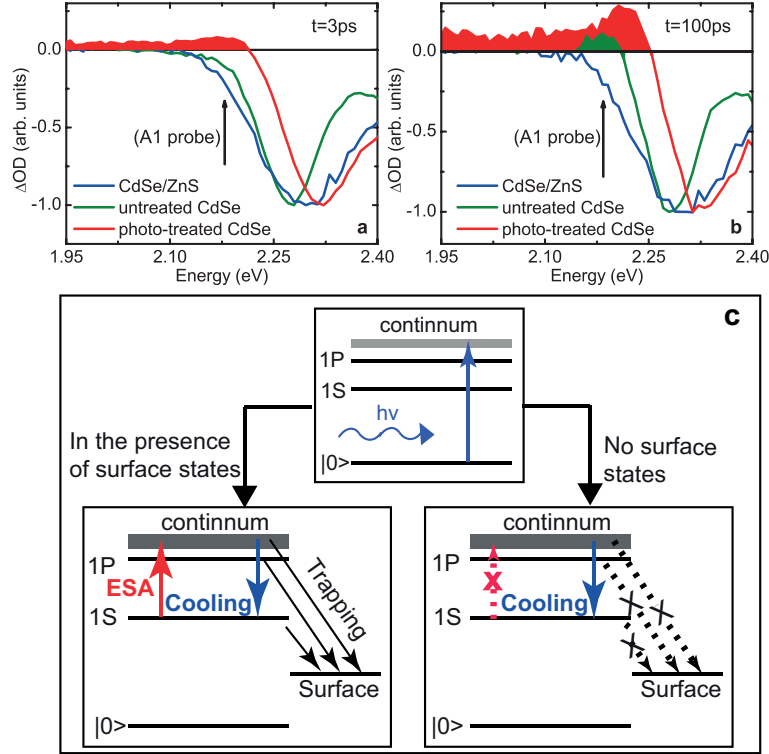 t=3ps
0.0
-0.5
-1.0
ΔOD (arb. units)
(A1 probe)
CdSe/ZnS
untreated CdSe
photo-treated CdSe
a
1.95
2.10
2.25
2.40
Energy (eV)
t=100ps
0.0
-0.5
-1.0
ΔOD (arb. units)
(A1 probe)
CdSe/ZnS
untreated CdSe
photo-treated CdSe
b
1.95
2.10
2.25
2.40
Energy (eV)
c
continnum
1P
1S
hν
|0>
In the presence
of surface states
No surface
states
continnum
1P
ESA
Cooling
Trapping
1S
Surface
|0>
continnum
1P
X
Cooling
X
X
X
1S
Surface
|0>